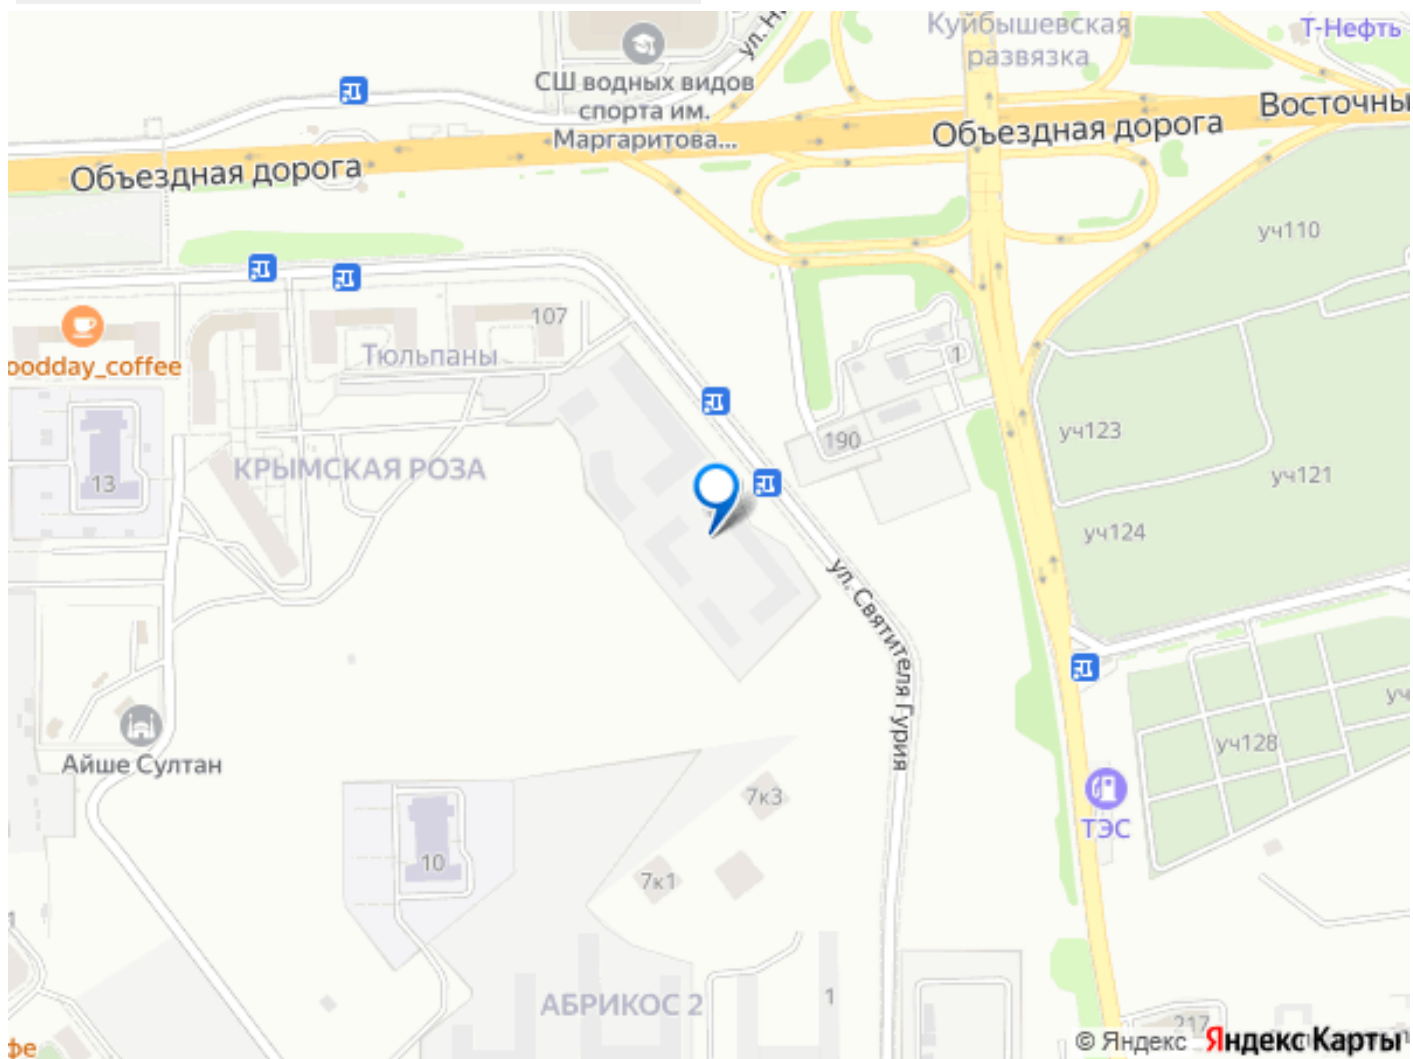 Куйбышевская
развязка
Т-Нефть
СШ водных видов
спорта им.
Маргаритова...
Восточны
Объездная дорога
Объездная дорога
уч110
107
Тюльпаны
oodday_coffee
1
уч123
190
КРЫМСКАЯ РОЗА
13
уч121
уч124
ул. Святителя Гурия
Айше Султан
уч128
7к3
ТЭС
10
7к1
АБРИКОС 2
1
217
фе
© Яндекс Яндекс Карты